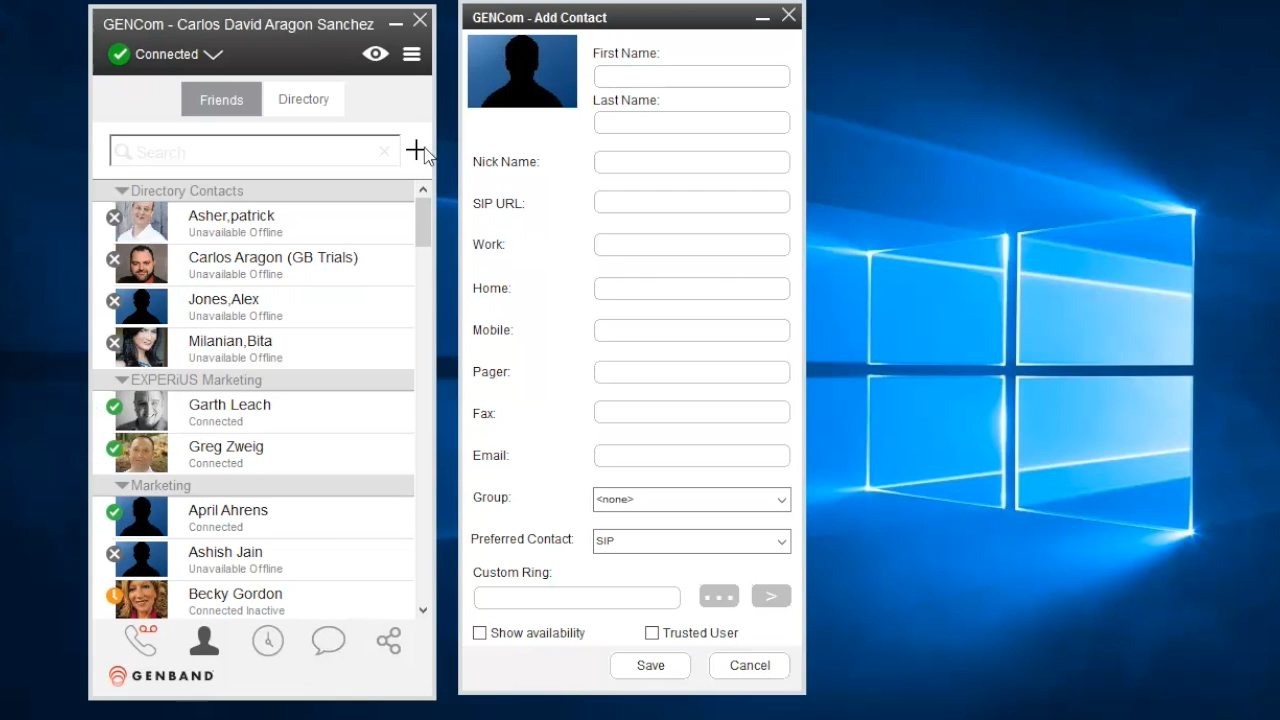 GENCom - Carlos David Aragon Sanchez
Connected
Friends
Directory
Search
Directory Contacts
Asher,patrick
Unavailable Offline
Carlos Aragon (GB Trials)
Unavailable Offline
Jones,Alex
Unavailable Offline
Milanian,Bita
Unavailable Offline
EXPERiUS Marketing
Garth Leach
Connected
Greg Zweig
Connected
Marketing
April Ahrens
Connected
Ashish Jain
Unavailable Offline
Becky Gordon
Connected Inactive
GENBAND
GENCom - Add Contact
First Name:
Last Name:
Nick Name:
SIP URL:
Work:
Home:
Mobile:
Pager:
Fax:
Email:
Group:
<none>
Preferred Contact:
SIP
Custom Ring:
... >
Show availability
Trusted User
Save
Cancel